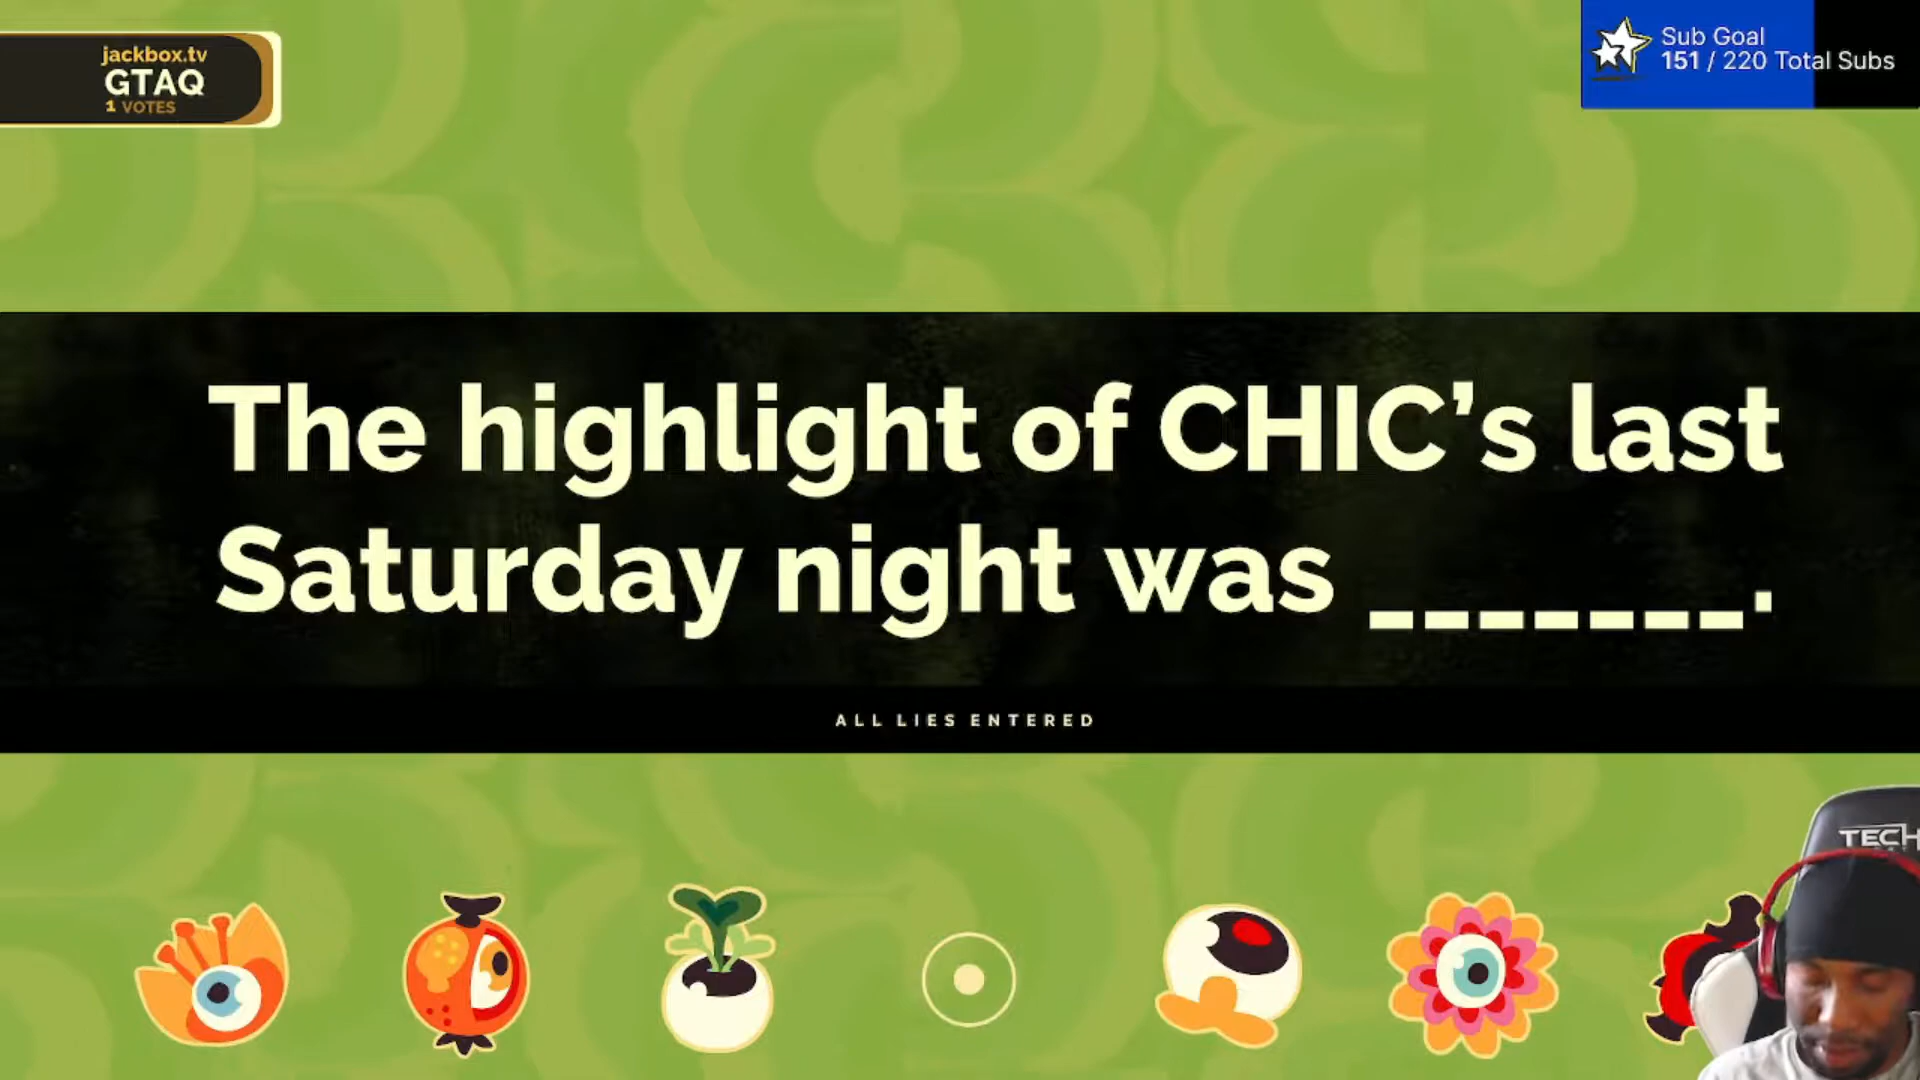 jackbox.tv
GTAQ
1 VOTES
Sub Goal
151 / 220 Total Subs
The highlight of CHIC’s last
Saturday night was _______.
ALL LIES ENTERED
TECH